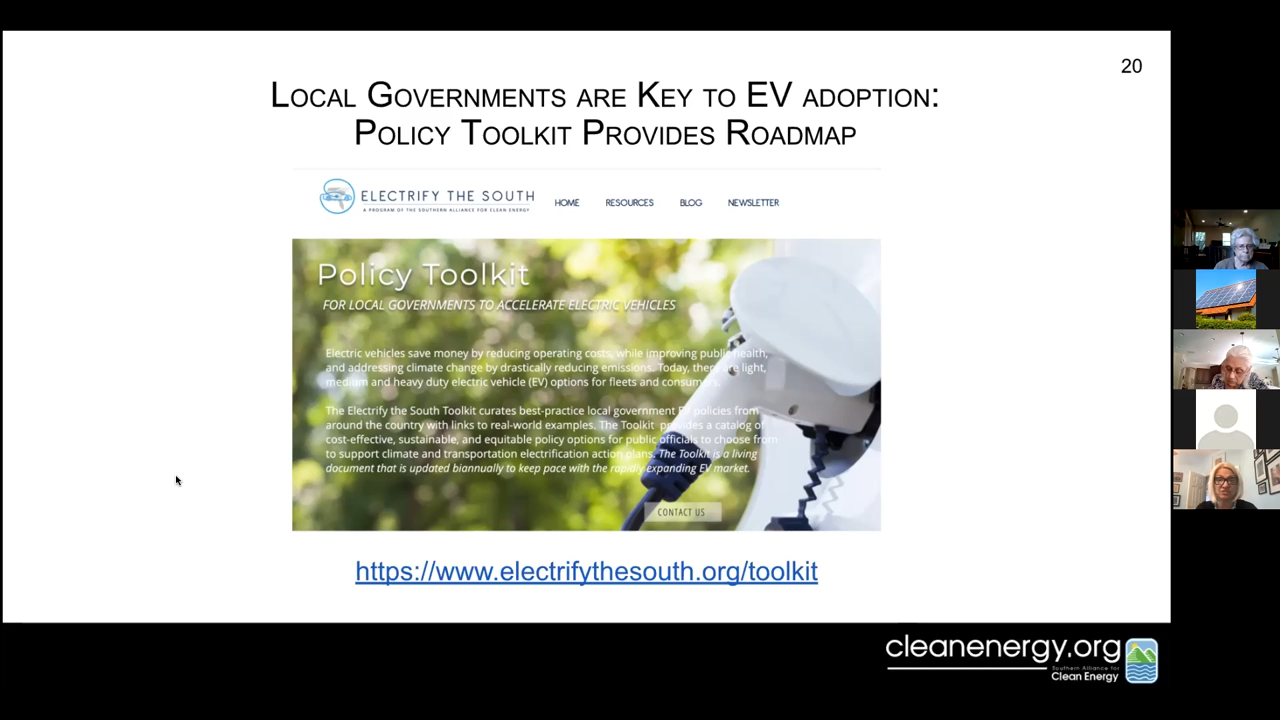 20
LOCAL GOVERNMENTS ARE KEY TO EV ADOPTION:
POLICY TOOLKIT PROVIDES ROADMAP
ELECTRIFY THE SOUTH
A PROGRAM OF THE SOUTHERN ALLIANCE FOR CLEAN ENERGY
HOME RESOURCES BLOG NEWSLETTER
Policy Toolkit
FOR LOCAL GOVERNMENTS TO ACCELERATE ELECTRIC VEHICLES
Electric vehicles save money by reducing operating costs, while improving public health,
and addressing climate change by drastically reducing emissions. Today, there are light,
medium and heavy duty electric vehicle (EV) options for fleets and consumers.
The Electrify the South Toolkit curates best-practice local government EV policies from
around the country with links to real-world examples. The Toolkit provides a catalog of
cost-effective, sustainable, and equitable policy options for public officials to choose from
to support climate and transportation electrification action plans. The Toolkit is a living
document that is updated biannually to keep pace with the rapidly expanding EV market.
CONTACT US
https://www.electrifythesouth.org/toolkit
cleanenergy.org
Southern Alliance for
Clean Energy